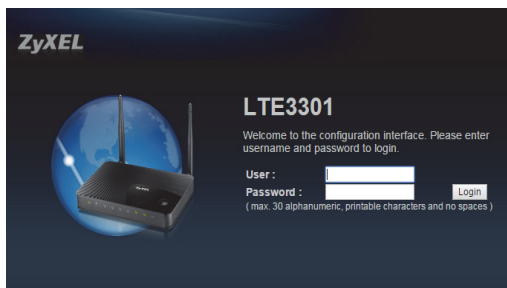 ZyXEL
LTE3301
Welcome to the configuration interface. Please enter
username and password to login.
User :
Password :
Login
( max. 30 alphanumeric, printable characters and no spaces )